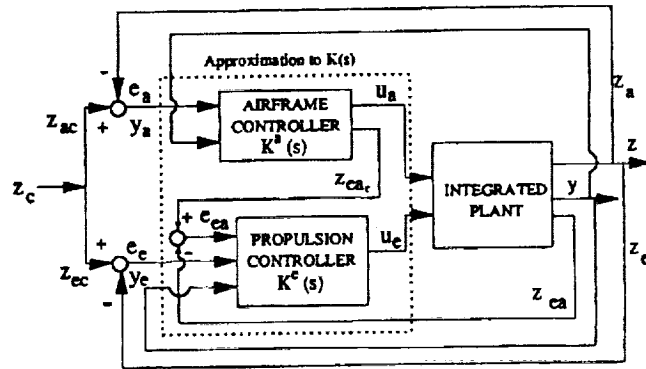 Approximation to K(s)
- e_a
+ y_a
z_ac
AIRFRAME
CONTROLLER
K^a (s)
u_a
z_a
z_c
z_ea_r
z
INTEGRATED
PLANT
y
+ e_ea
-
PROPULSION
CONTROLLER
K^e (s)
u_e
z_e
+ e_e
z_ec y_e
-
z_ea